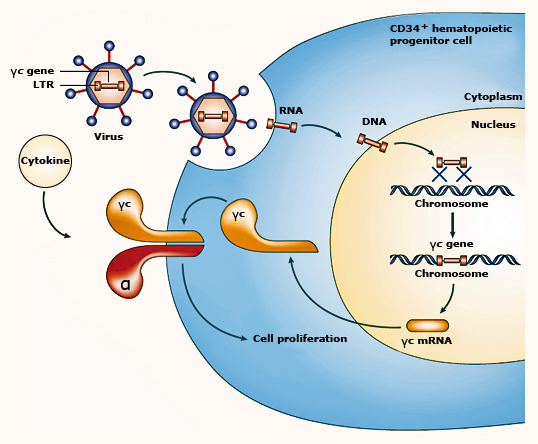 CD34⁺ hematopoietic
progenitor cell
γc gene
LTR
Virus
RNA
DNA
Cytoplasm
Nucleus
Cytokine
Chromosome
γc
γc
γc gene
Chromosome
α
Cell proliferation
γc mRNA